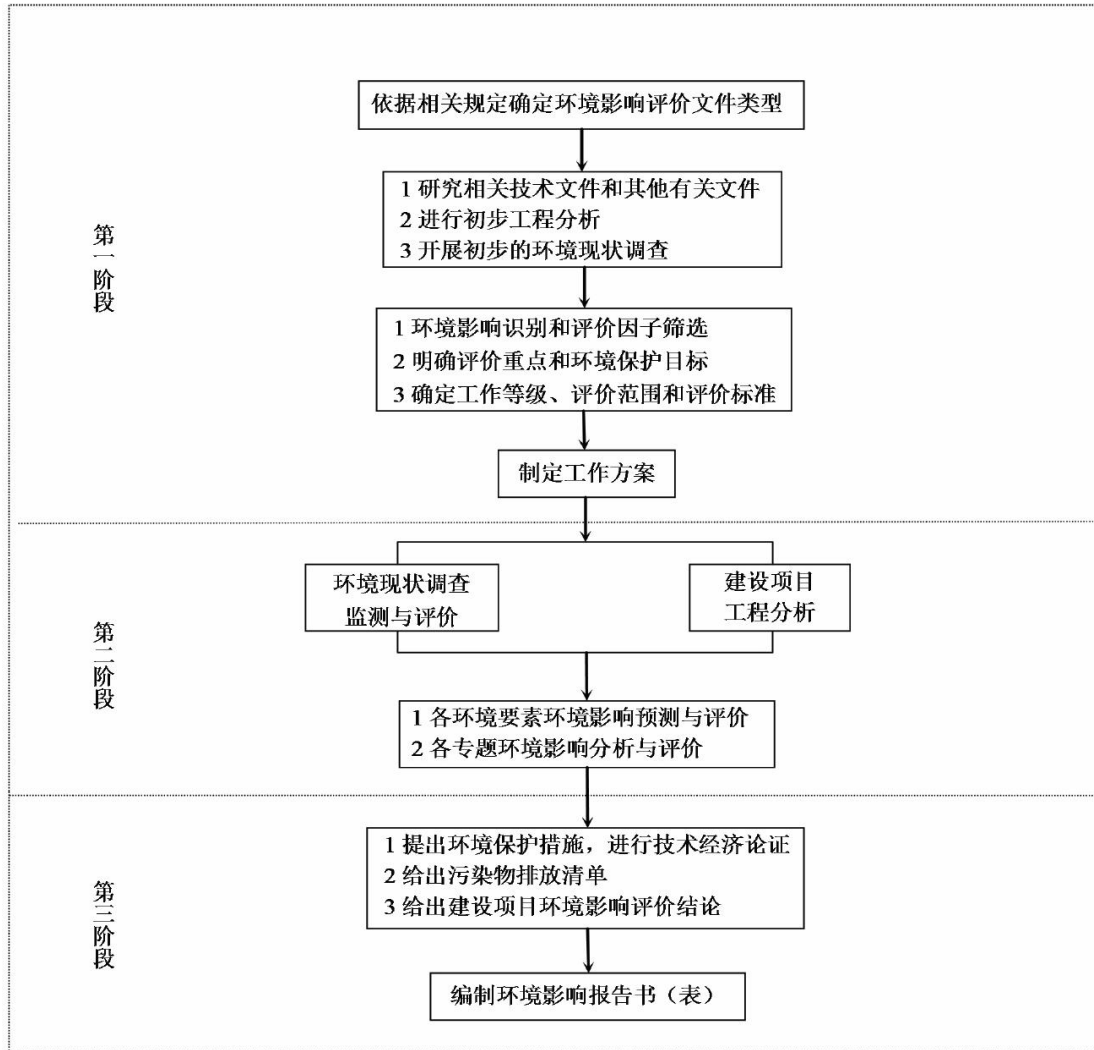 依据相关规定确定环境影响评价文件类型
1 研究相关技术文件和其他有关文件
2 进行初步工程分析
3 开展初步的环境现状调查
第一阶段
1 环境影响识别和评价因子筛选
2 明确评价重点和环境保护目标
3 确定工作等级、评价范围和评价标准
制定工作方案
环境现状调查
监测与评价
建设项目
工程分析
第二阶段
1 各环境要素环境影响预测与评价
2 各专题环境影响分析与评价
第三阶段
1 提出环境保护措施，进行技术经济论证
2 给出污染物排放清单
3 给出建设项目环境影响评价结论
编制环境影响报告书（表）